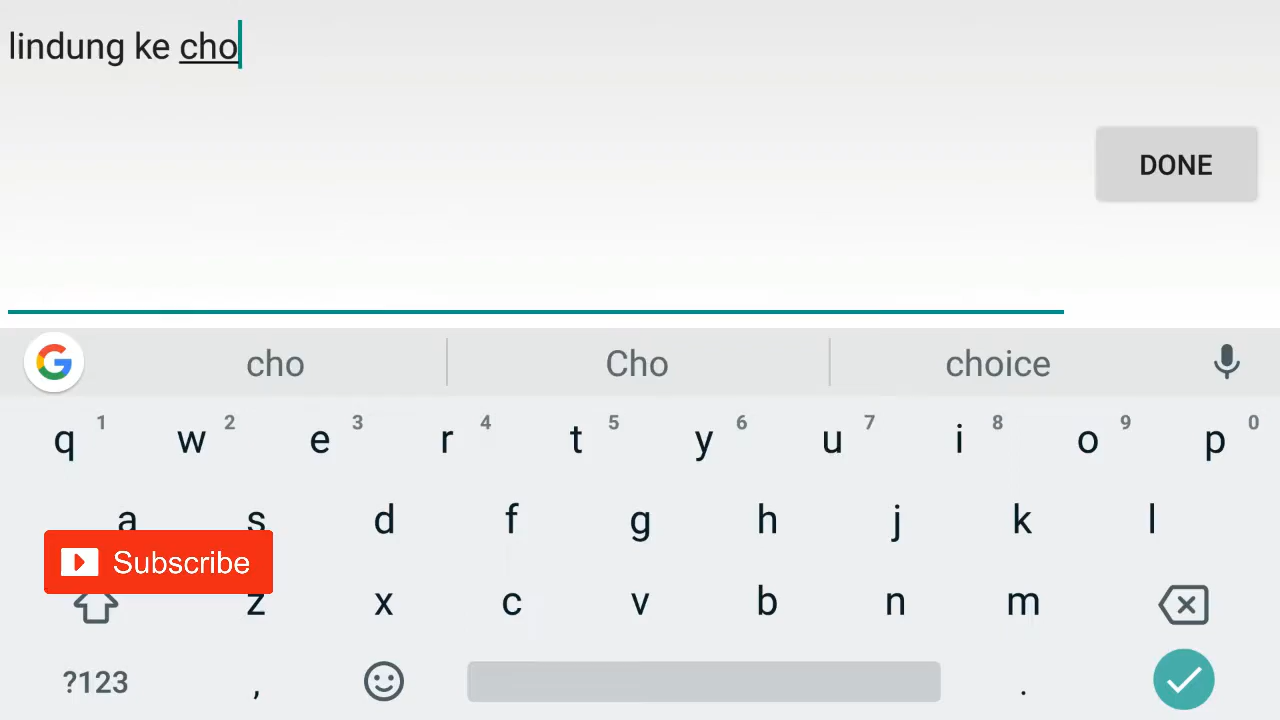 lindung ke cho
DONE
cho Cho choice
q 1 w 2 e 3 r 4 t 5 y 6 u 7 i 8 o 9 p 0
a s d f g h j k l
Subscribe
z x c v b n m
?123 , .